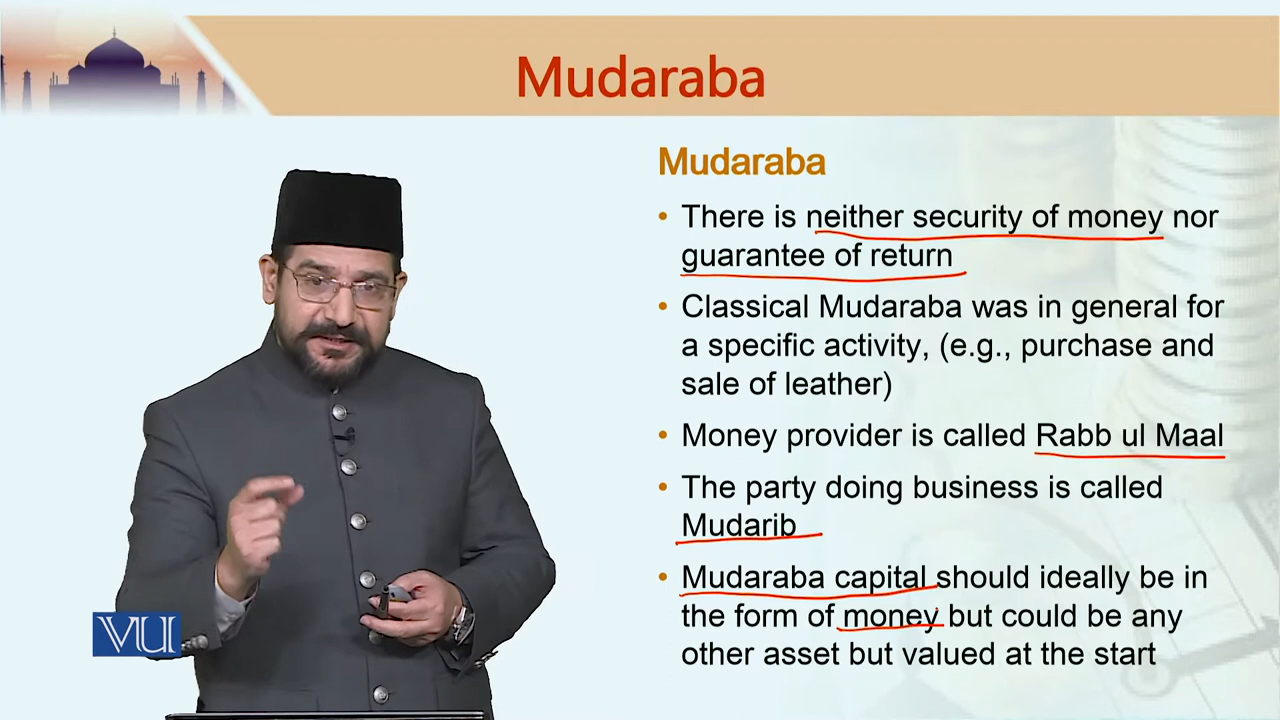 Mudaraba
Mudaraba
• There is neither security of money nor
guarantee of return
• Classical Mudaraba was in general for
a specific activity, (e.g., purchase and
sale of leather)
• Money provider is called Rabb ul Maal
• The party doing business is called
Mudarib
• Mudaraba capital should ideally be in
the form of money but could be any
other asset but valued at the start
VU